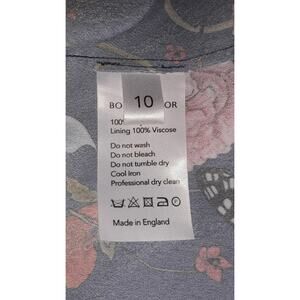 10
BO OR
100%
Lining 100% Viscose
Do not wash
Do not bleach
Do not tumble dry
Cool Iron
Professional dry clean
Made in England